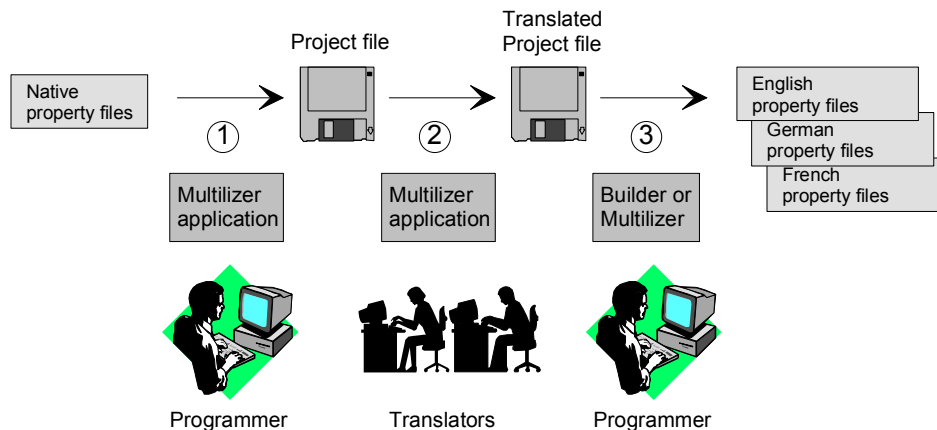 Translated
Project file
Project file
Native
property files
English
property files
German
property files
French
property files
1
2
3
Multilizer
application
Multilizer
application
Builder or
Multilizer
Programmer
Translators
Programmer